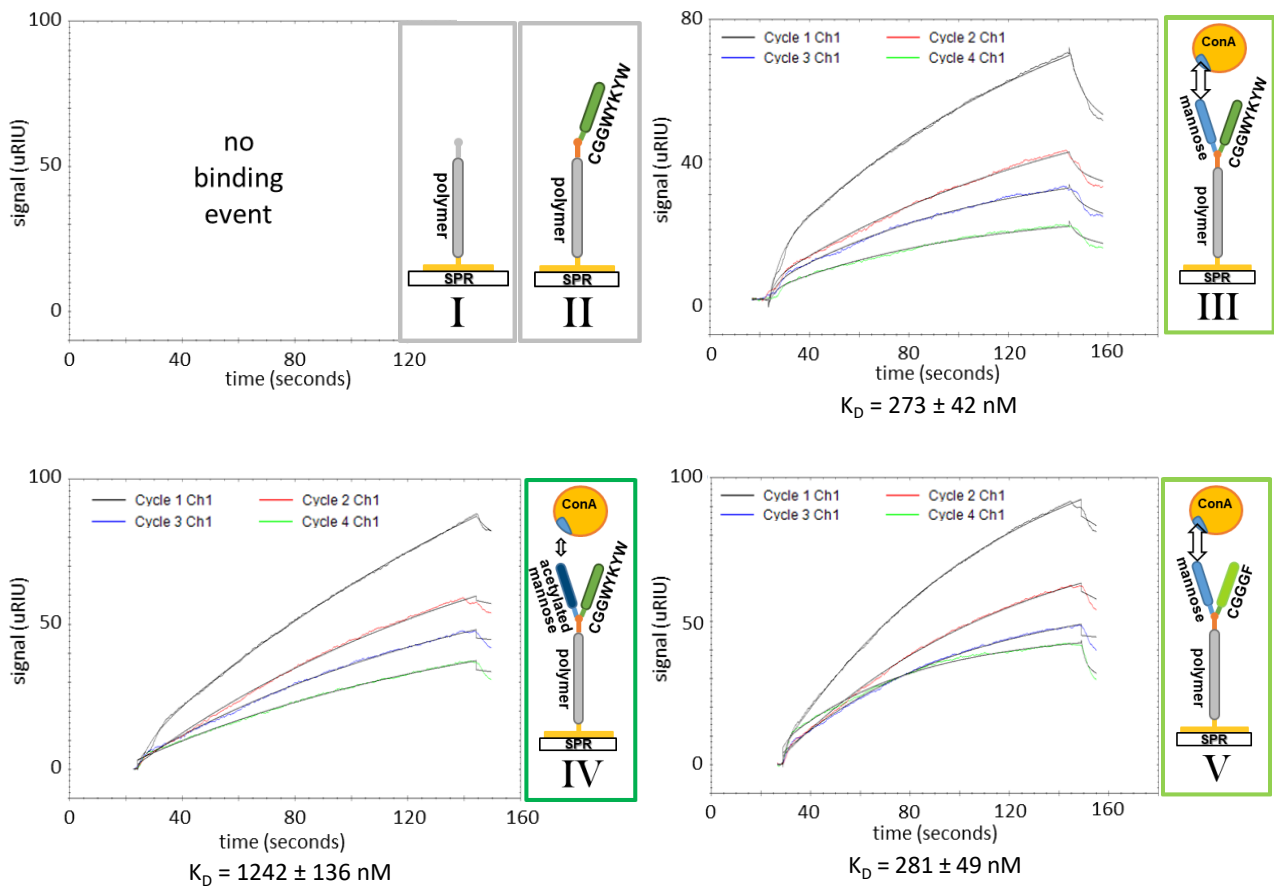 100
50
0
signal (uRIU)
no
binding
event
0
40
80
120
time (seconds)
polymer
SPR
I
CGGWYKYW
polymer
SPR
II
80
40
0
signal (uRIU)
Cycle 1 Ch1
Cycle 2 Ch1
Cycle 3 Ch1
Cycle 4 Ch1
0
40
80
120
160
time (seconds)
K_D = 273 ± 42 nM
ConA
mannose
CGGWYKYW
polymer
SPR
III
100
50
0
signal (uRIU)
Cycle 1 Ch1
Cycle 2 Ch1
Cycle 3 Ch1
Cycle 4 Ch1
0
40
80
120
160
time (seconds)
K_D = 1242 ± 136 nM
ConA
acetylated
mannose
CGGWYKYW
polymer
SPR
IV
100
50
0
signal (uRIU)
Cycle 1 Ch1
Cycle 2 Ch1
Cycle 3 Ch1
Cycle 4 Ch1
0
40
80
120
160
time (seconds)
K_D = 281 ± 49 nM
ConA
mannose
CGGGF
polymer
SPR
V